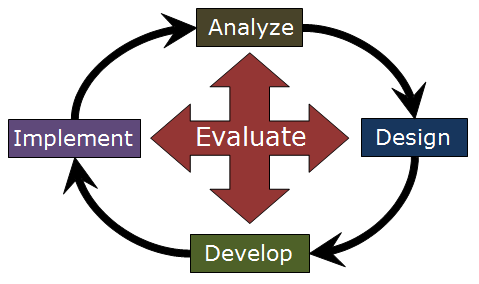 Analyze
Implement
Evaluate
Design
Develop